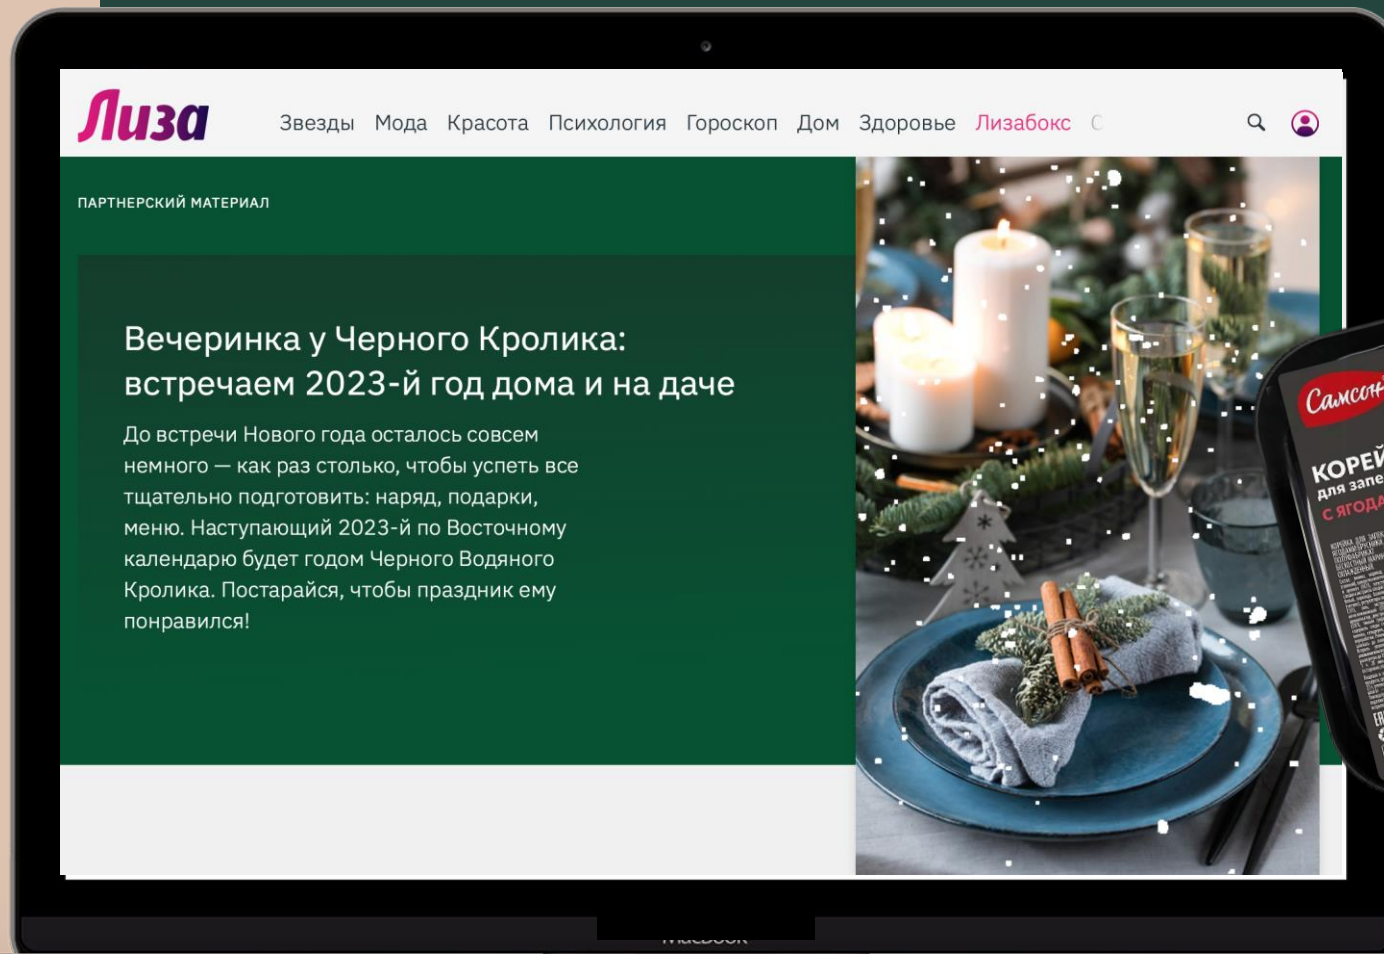 Лиза
Звезды Мода Красота Психология Гороскоп Дом Здоровье Лизабокс
ПАРТНЕРСКИЙ МАТЕРИАЛ
Вечеринка у Черного Кролика:
встречаем 2023-й год дома и на даче
До встречи Нового года осталось совсем
немного — как раз столько, чтобы успеть все
тщательно подготовить: наряд, подарки,
меню. Наступающий 2023-й по Восточному
календарю будет годом Черного Водяного
Кролика. Постарайся, чтобы праздник ему
понравился!
Самсон
КОРЕЙ
для запе
С ЯГОДА
MacBook